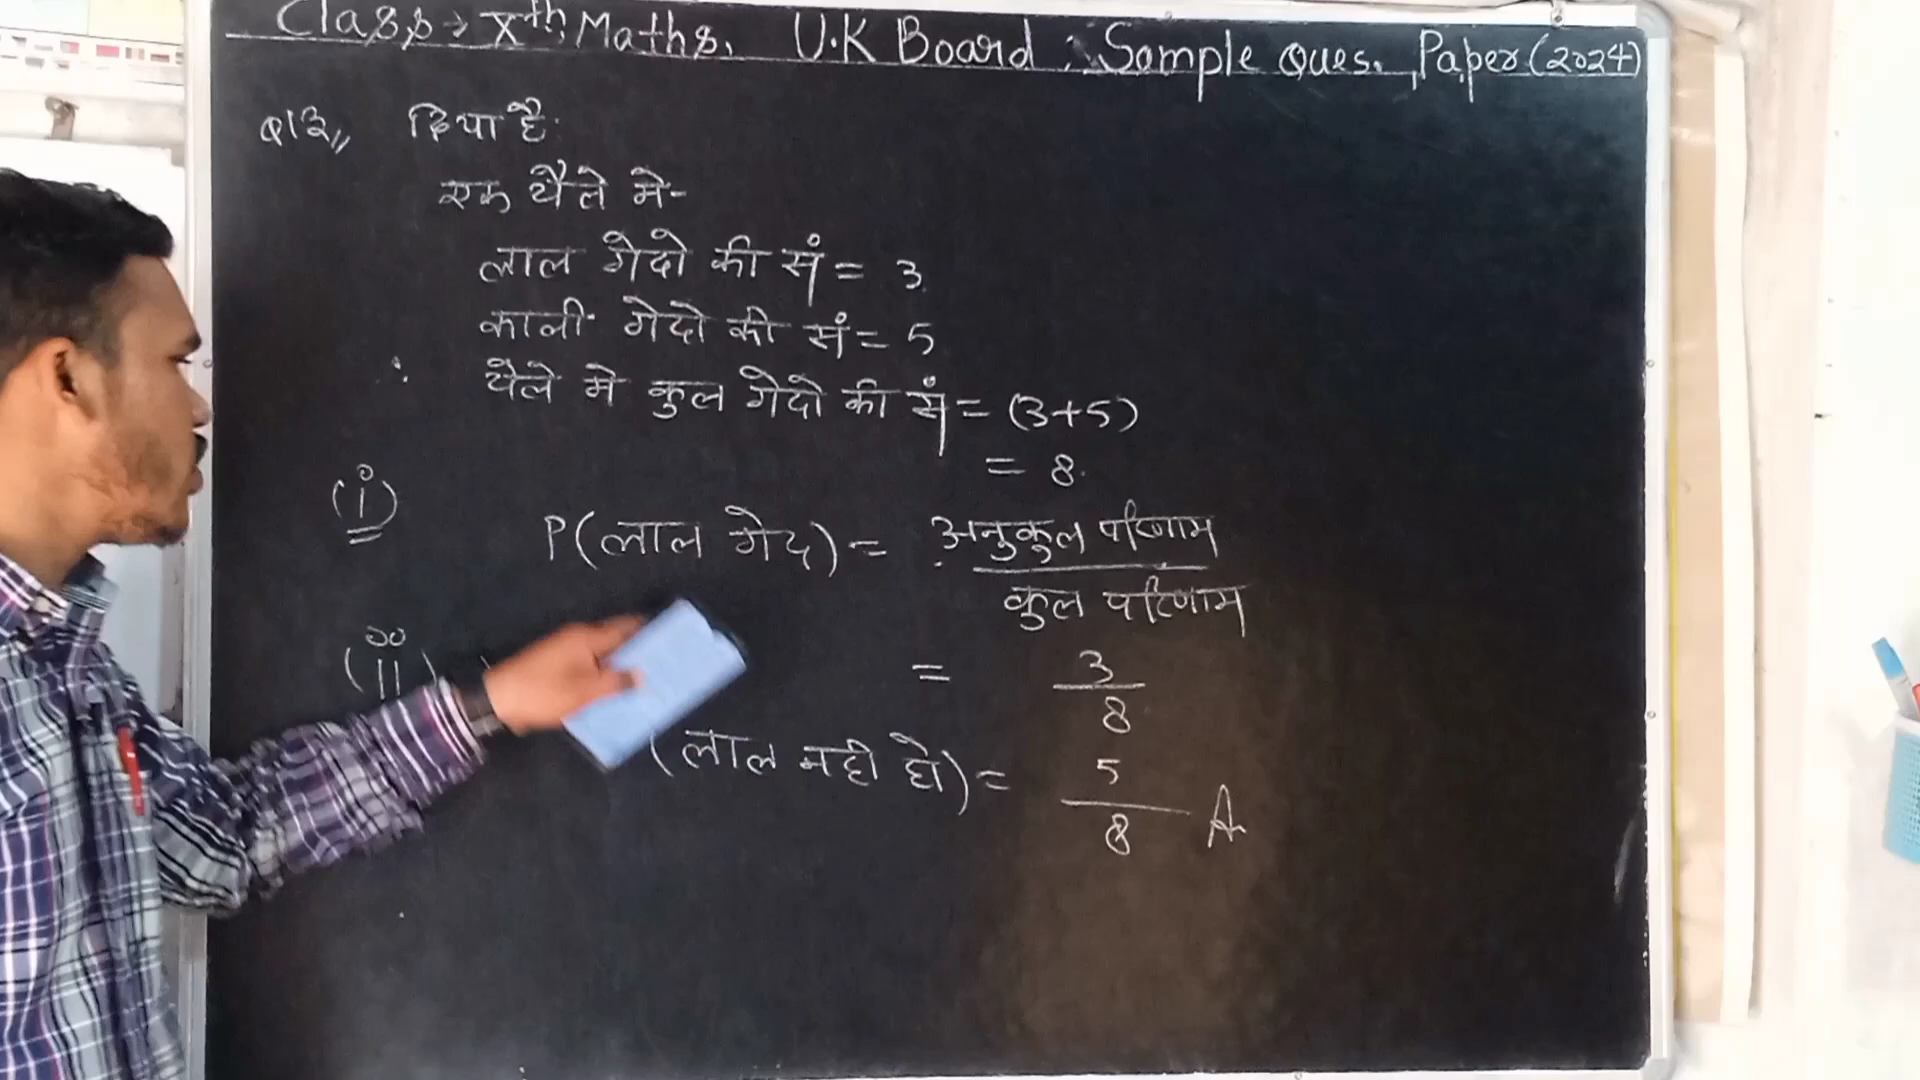 Class → Xth, Maths. U.K Board : Sample Ques. Paper (2024)
Q13,, दिया है
एक थैले मे-
लाल गेदो की सं = 3
काली गेदो की सं = 5
∴ थैले मे कुल गेदो की सं = (3+5)
= 8.
(i) P(लाल गेद) = अनुकुल परिणाम
कुल परिणाम
(ii)
= 3
8
(लाल नही हो) = 5
8 A